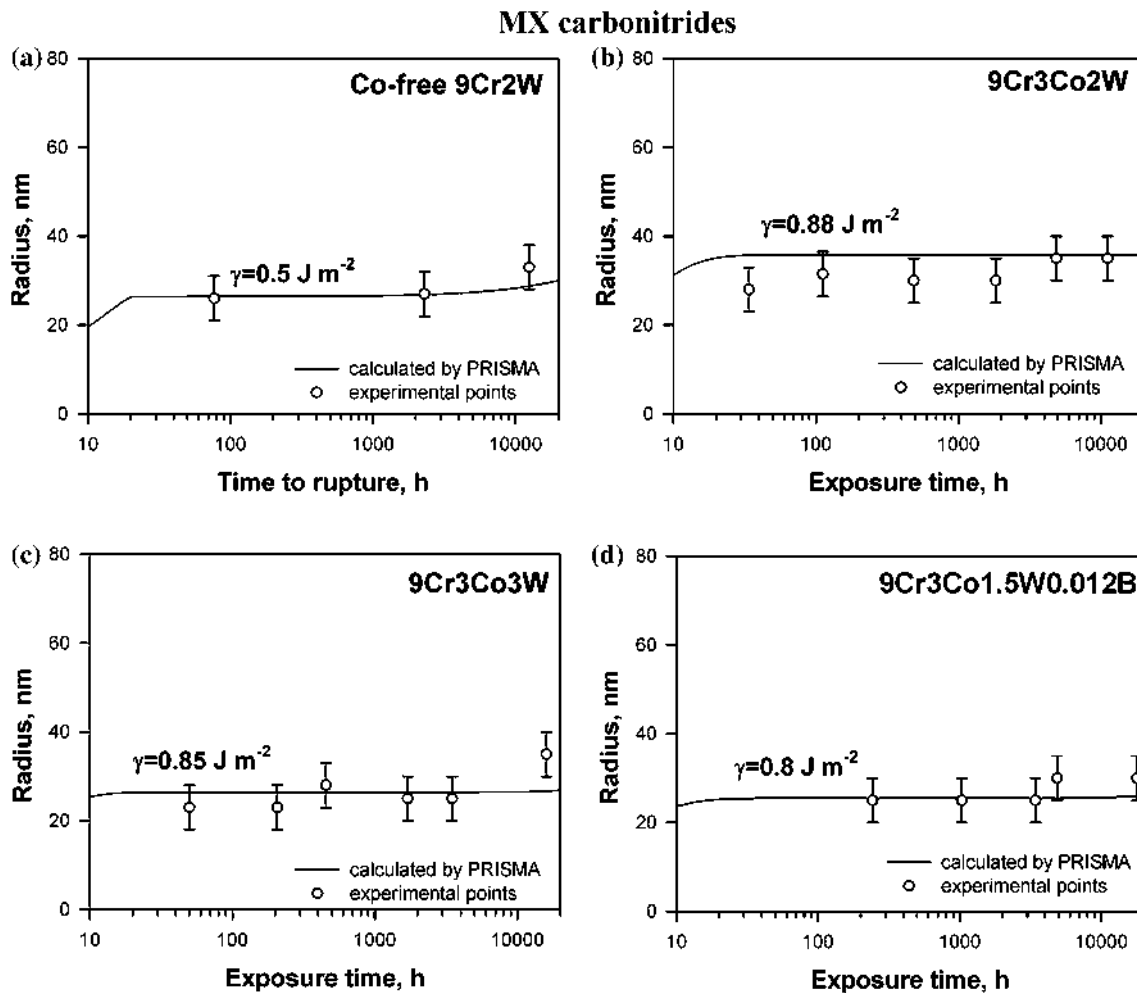 MX carbonitrides
(a)
80
60
40
20
0
Radius, nm
Co-free 9Cr2W
γ=0.5 J m⁻²
calculated by PRISMA
experimental points
10 100 1000 10000
Time to rupture, h
(b)
80
60
40
20
0
Radius, nm
9Cr3Co2W
γ=0.88 J m⁻²
calculated by PRISMA
experimental points
10 100 1000 10000
Exposure time, h
(c)
80
60
40
20
0
Radius, nm
9Cr3Co3W
γ=0.85 J m⁻²
calculated by PRISMA
experimental points
10 100 1000 10000
Exposure time, h
(d)
80
60
40
20
0
Radius, nm
9Cr3Co1.5W0.012B
γ=0.8 J m⁻²
calculated by PRISMA
experimental points
10 100 1000 10000
Exposure time, h